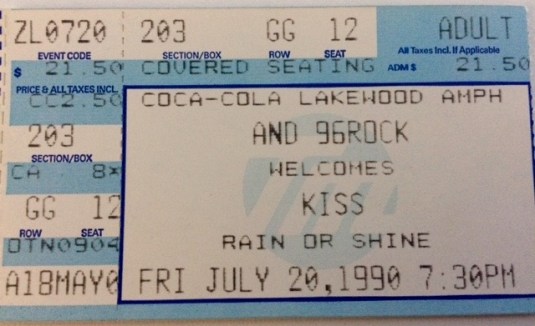 ZL0720 203 GG 12 ADULT
EVENT CODE SECTION/BOX ROW SEAT All Taxes Incl. If Applicable
$ 21.50 COVERED SEATING ADM $ 21.50
PRICE & ALL TAXES INCL.
CC2.50 COCA-COLA LAKEWOOD AMPH
203 AND 96ROCK
SECTION/BOX WELCOMES
CA 8X
GG 12 KISS
ROW SEAT
OTN0904 RAIN OR SHINE
A18MAY0 FRI JULY 20,1990 7:30PM